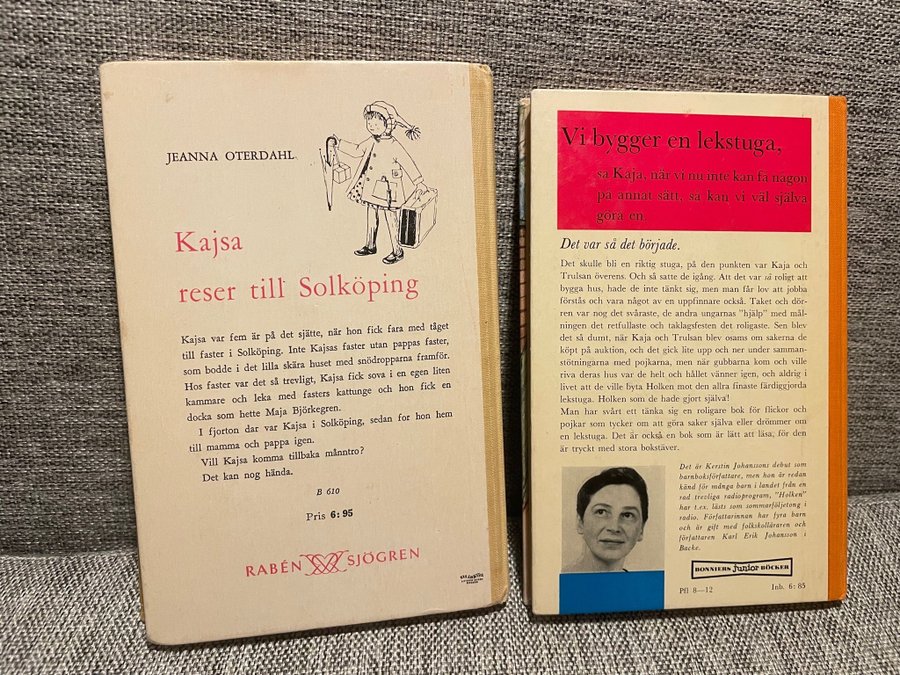 JEANNA OTERDAHL
Kajsa
reser till Solköping
Kajsa var fem år på det sjätte, när hon fick fara med tåget
till faster i Solköping. Inte Kajsas faster utan pappas faster,
som bodde i det lilla skära huset med snödropparna framför.
Hos faster var det så trevligt, Kajsa fick sova i en egen liten
kammare och leka med fasters kattunge och hon fick en
docka som hette Maja Björkegren.
I fjorton dar var Kajsa i Solköping, sedan for hon hem
till mamma och pappa igen.
Vill Kajsa komma tillbaka månntro?
Det kan nog hända.
B 610
Pris 6:95
RABÉN SJÖGREN
Vi bygger en lekstuga,
sa Kaja, när vi nu inte kan få någon
på annat sätt, så kan vi väl själva
göra en.
Det var så det började.
Det skulle bli en riktig stuga, på den punkten var Kaja och
Trulsan överens. Och så satte de igång. Att det var så roligt att
bygga hus, hade de inte tänkt sig, men man får lov att jobba
förstås och vara något av en uppfinnare också. Taket och dör-
ren var nog det svåraste, de andra ungarnas "hjälp" med mål-
ningen det retfullaste och taklagsfesten det roligaste. Sen blev
det så dumt, när Kaja och Trulsan blev osams om sakerna de
köpt på auktion, och det gick lite upp och ner under samman-
stötningarna med pojkarna, men när gubbarna kom och ville
riva deras hus var de helt och hållet vänner igen, och aldrig i
livet att de ville byta Holken mot den allra finaste färdiggjorda
lekstuga. Holken som de hade gjort själva!
Man har svårt ett tänka sig en roligare bok för flickor och
pojkar som tycker om att göra saker själva eller drömmer om
en lekstuga. Det är också en bok som är lätt att läsa, för den
är tryckt med stora bokstäver.
Det är Kerstin Johanssons debut som
barnboksförfattare, men hon är redan
känd för många barn i landet från en
rad trevliga radioprogram, "Holken"
har t.ex. lästs som sommarföljetong i
radio. Författarinnan har fyra barn
och är gift med folkskolläraren och
författaren Karl Erik Johansson i
Backe.
BONNIERS Junior BÖCKER
Pfl 8—12 Inb. 6:85